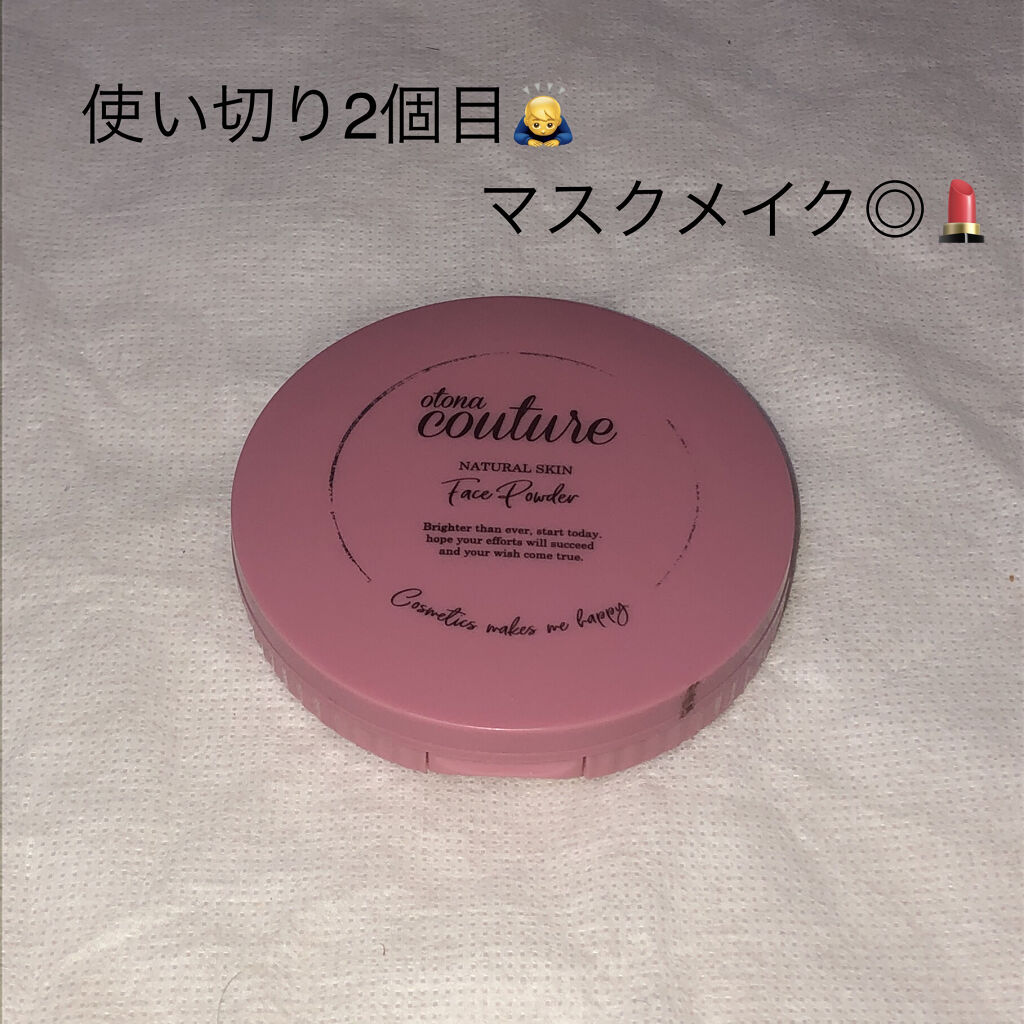 使い切り2個目🙇
マスクメイク◎💄
otona
couture
NATURAL SKIN
Face Powder
Brighter than ever, start today.
hope your efforts will succeed
and your wish come true.
Cosmetics makes me happy